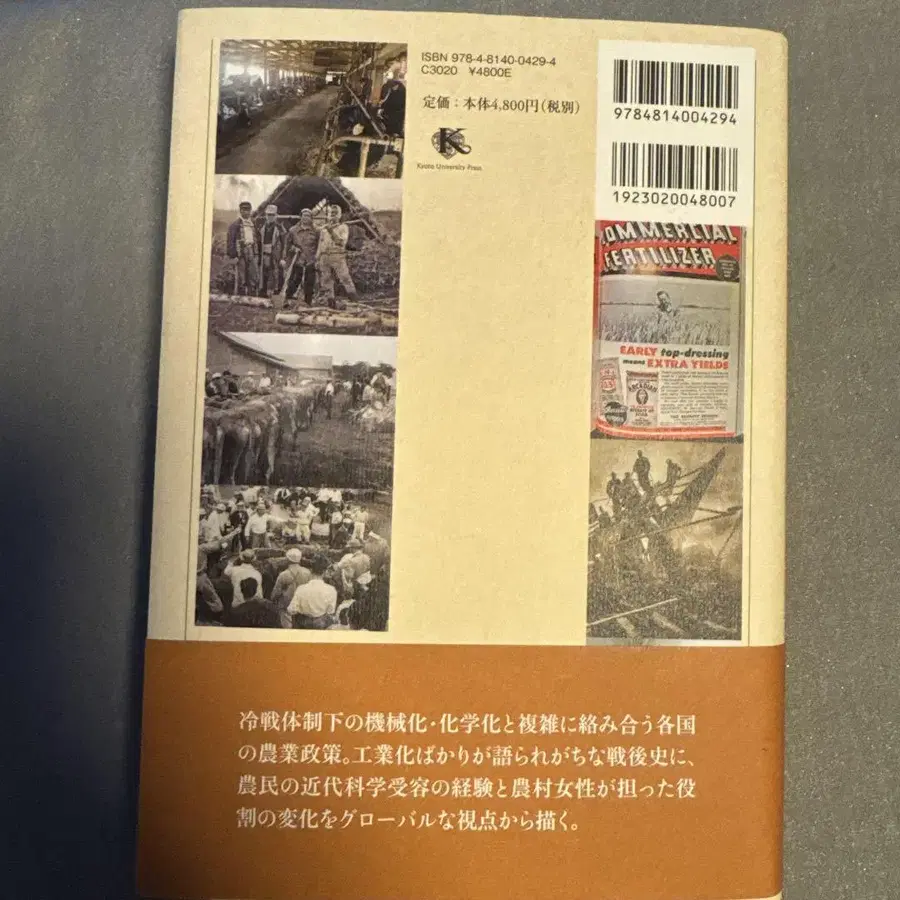 ISBN 978-4-8140-0429-4
C3020 ¥4800E
定価：本体4,800円（税別）
K
Kyoto University Press
9784814004294
1923020048007
COMMERCIAL
FERTILIZER
EARLY top-dressing
means EXTRA YIELDS
ARCADIAN
冷戦体制下の機械化・化学化と複雑に絡み合う各国
の農業政策。工業化ばかりが語られがちな戦後史に、
農民の近代科学受容の経験と農村女性が担った役
割の変化をグローバルな視点から描く。